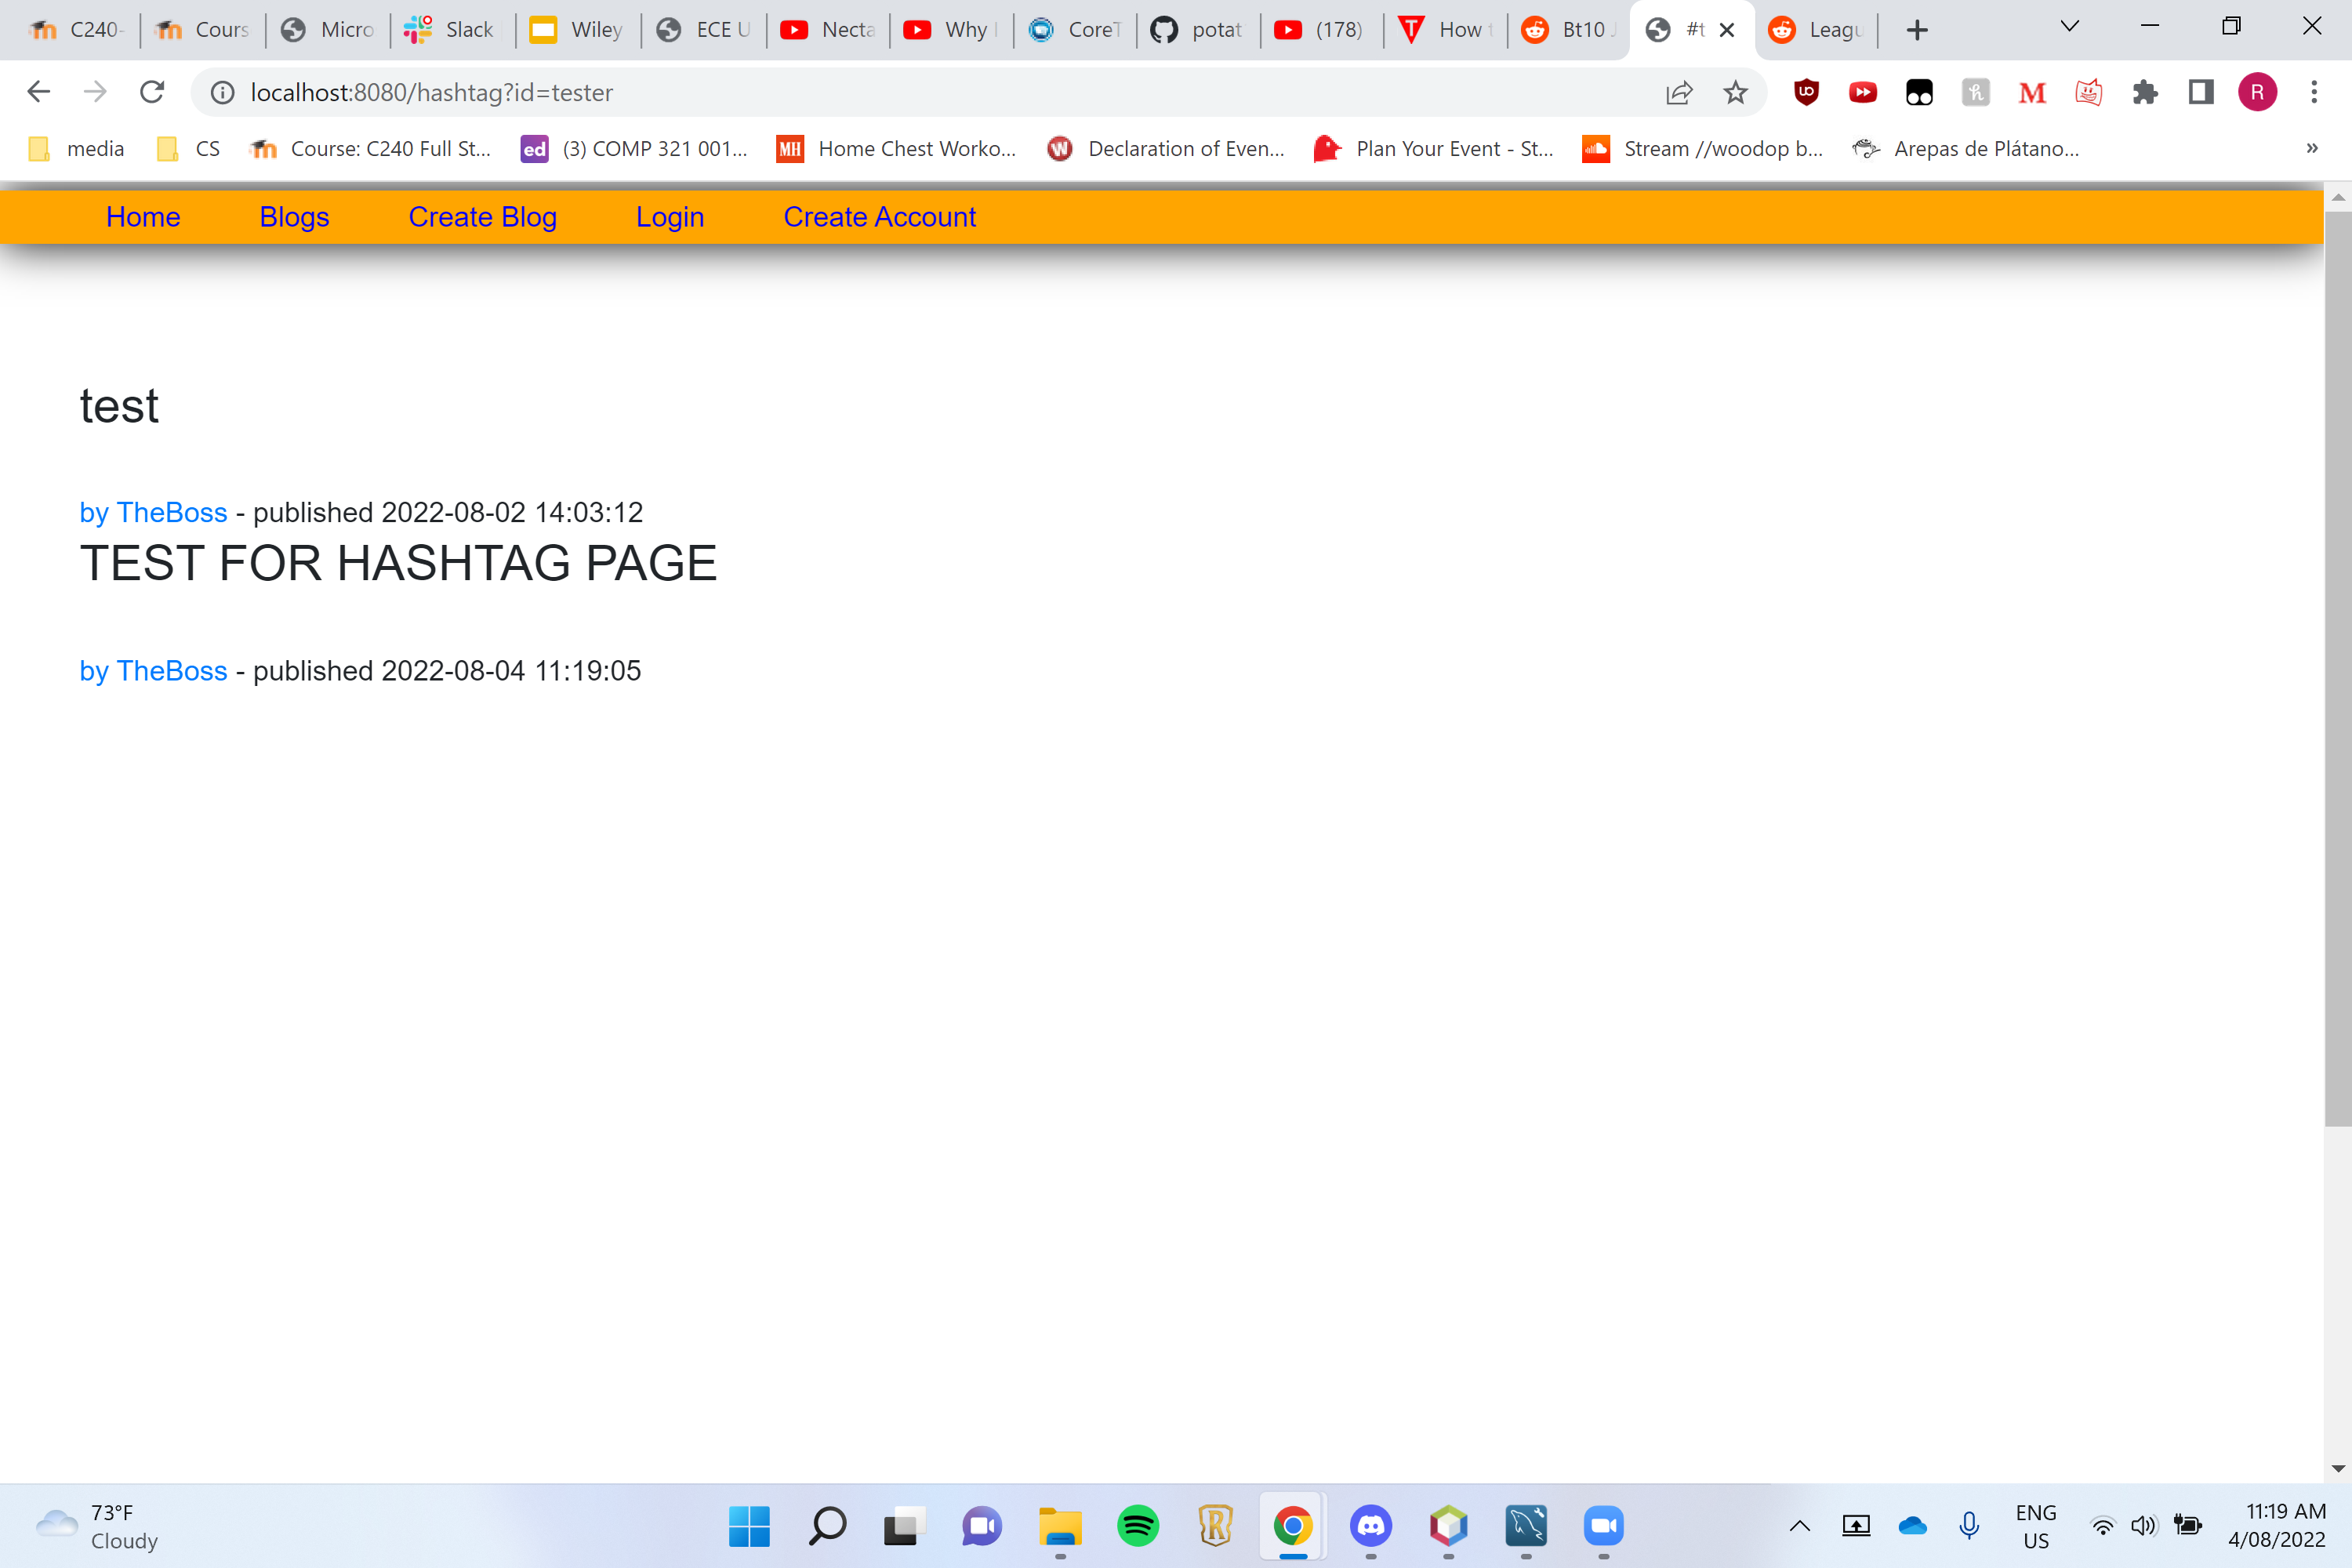 C240- Cours Micro Slack Wiley ECE U Necta Why I CoreT potat (178) How t Bt10 J #t Leagu
localhost:8080/hashtag?id=tester
R
media CS Course: C240 Full St... ed (3) COMP 321 001... MH Home Chest Worko... W Declaration of Even... Plan Your Event - St... Stream //woodop b... Arepas de Plátano... »
Home Blogs Create Blog Login Create Account
test
by TheBoss - published 2022-08-02 14:03:12
TEST FOR HASHTAG PAGE
by TheBoss - published 2022-08-04 11:19:05
73°F
Cloudy
ENG
US
11:19 AM
4/08/2022